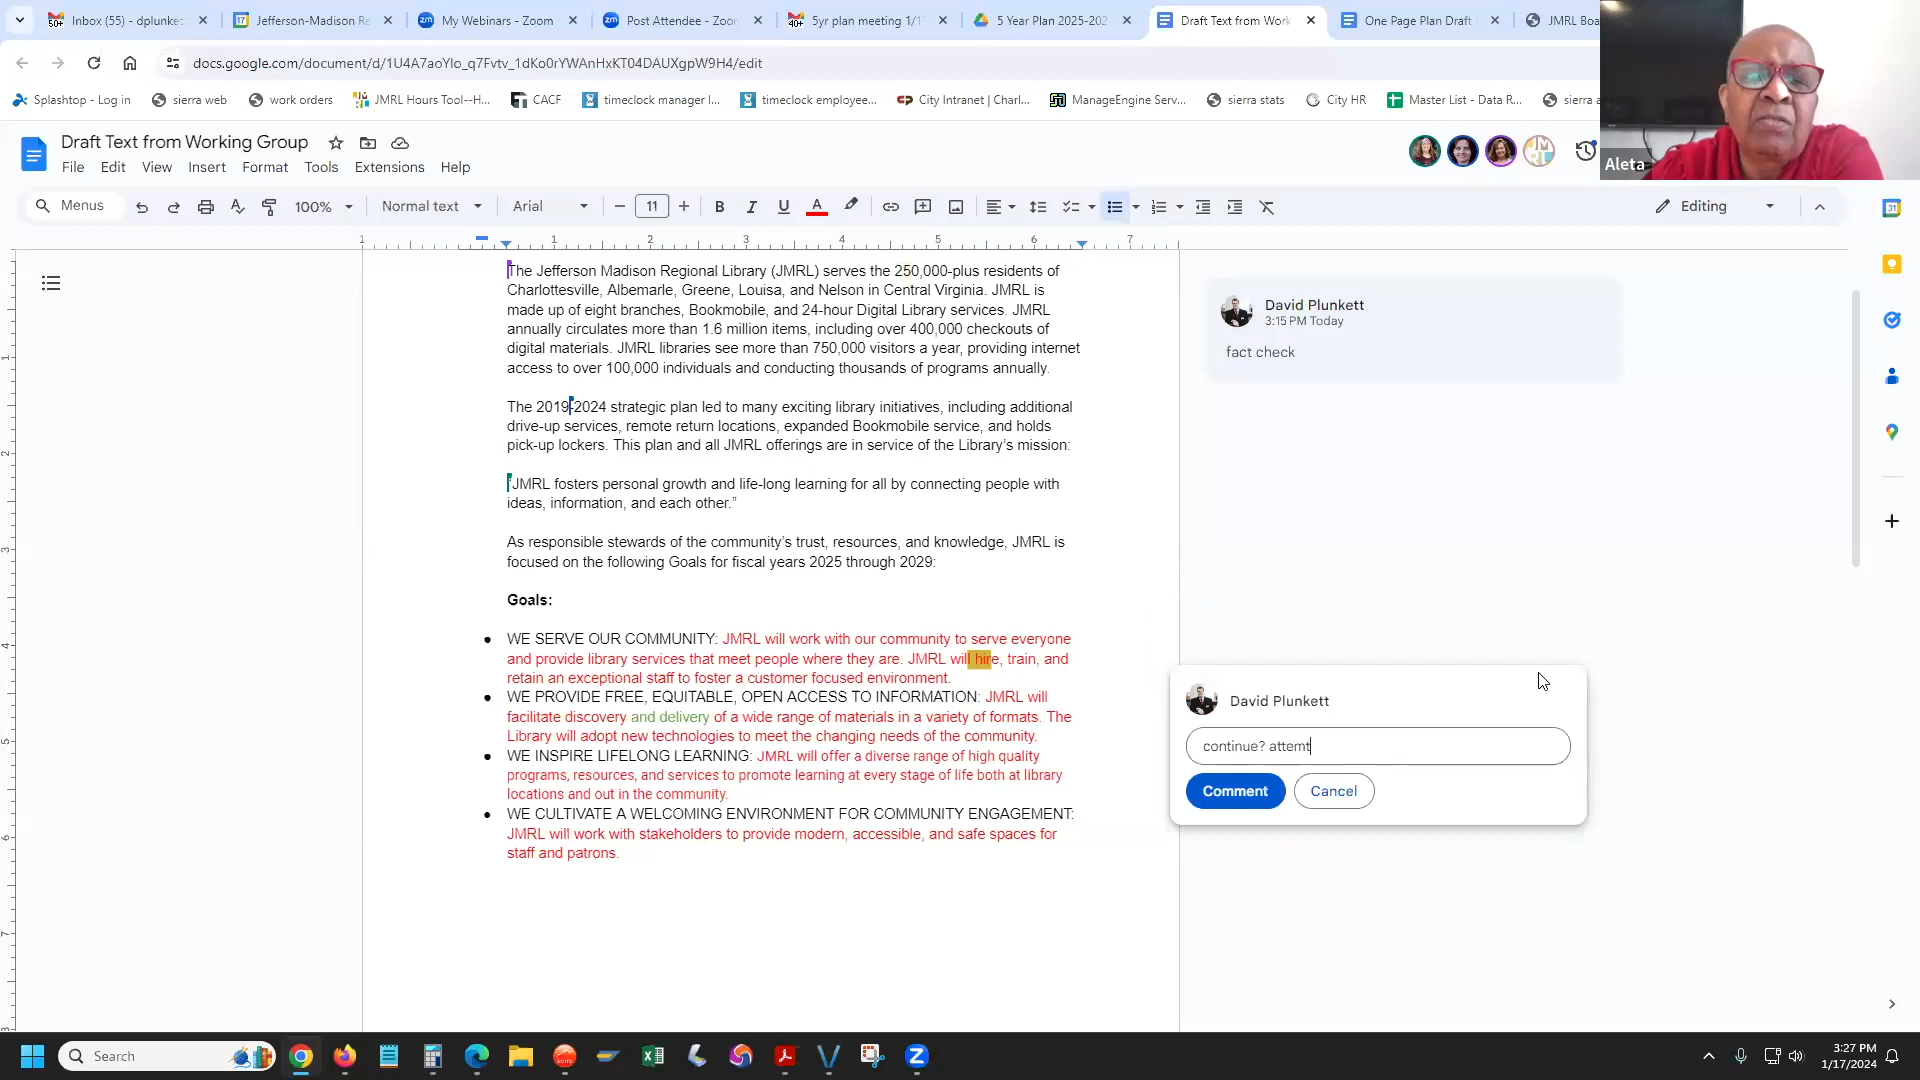 Inbox (55) - dplunke
Jefferson-Madison Re
My Webinars - Zoom
Post Attendee - Zoo
5yr plan meeting 1/1
5 Year Plan 2025-202
Draft Text from Work
One Page Plan Draft
JMRL Boa
docs.google.com/document/d/1U4A7aoYlo_q7Fvtv_1dKo0rYWAnHxKT04DAUXgpW9H4/edit
Splashtop - Log in
sierra web
work orders
JMRL Hours Tool--H...
CACF
timeclock manager l...
timeclock employee...
City Intranet | Charl...
ManageEngine Serv...
sierra stats
City HR
Master List - Data R...
sierra a
Draft Text from Working Group
File Edit View Insert Format Tools Extensions Help
Aleta
Menus
100%
Normal text
Arial
11
Editing
1 1 2 3 4 5 6 7
The Jefferson Madison Regional Library (JMRL) serves the 250,000-plus residents of
Charlottesville, Albemarle, Greene, Louisa, and Nelson in Central Virginia. JMRL is
made up of eight branches, Bookmobile, and 24-hour Digital Library services. JMRL
annually circulates more than 1.6 million items, including over 400,000 checkouts of
digital materials. JMRL libraries see more than 750,000 visitors a year, providing internet
access to over 100,000 individuals and conducting thousands of programs annually.
The 2019-2024 strategic plan led to many exciting library initiatives, including additional
drive-up services, remote return locations, expanded Bookmobile service, and holds
pick-up lockers. This plan and all JMRL offerings are in service of the Library's mission:
"JMRL fosters personal growth and life-long learning for all by connecting people with
ideas, information, and each other."
As responsible stewards of the community's trust, resources, and knowledge, JMRL is
focused on the following Goals for fiscal years 2025 through 2029:
Goals:
● WE SERVE OUR COMMUNITY: JMRL will work with our community to serve everyone
and provide library services that meet people where they are. JMRL will hire, train, and
retain an exceptional staff to foster a customer focused environment.
● WE PROVIDE FREE, EQUITABLE, OPEN ACCESS TO INFORMATION: JMRL will
facilitate discovery and delivery of a wide range of materials in a variety of formats. The
Library will adopt new technologies to meet the changing needs of the community.
● WE INSPIRE LIFELONG LEARNING: JMRL will offer a diverse range of high quality
programs, resources, and services to promote learning at every stage of life both at library
locations and out in the community.
● WE CULTIVATE A WELCOMING ENVIRONMENT FOR COMMUNITY ENGAGEMENT:
JMRL will work with stakeholders to provide modern, accessible, and safe spaces for
staff and patrons.
David Plunkett
3:15 PM Today
fact check
David Plunkett
continue? attemt
Comment
Cancel
Search
3:27 PM
1/17/2024